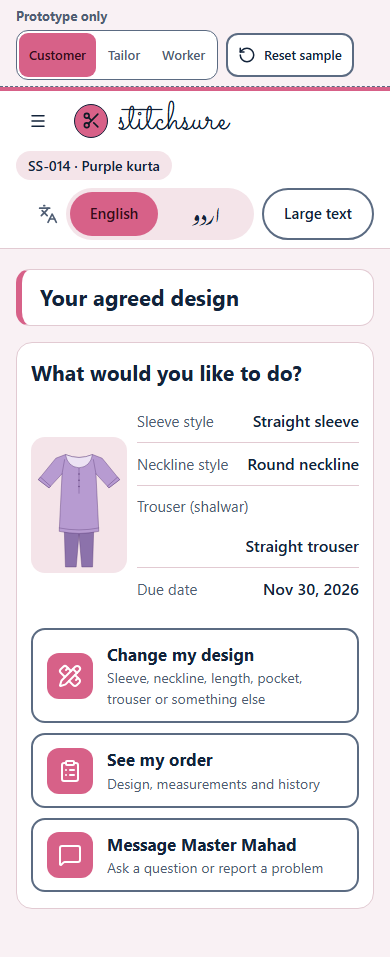 Prototype only
Customer Tailor Worker Reset sample
stitchsure
SS-014 · Purple kurta
English اردو Large text
Your agreed design
What would you like to do?
Sleeve style Straight sleeve
Neckline style Round neckline
Trouser (shalwar)
Straight trouser
Due date Nov 30, 2026
Change my design
Sleeve, neckline, length, pocket,
trouser or something else
See my order
Design, measurements and history
Message Master Mahad
Ask a question or report a problem